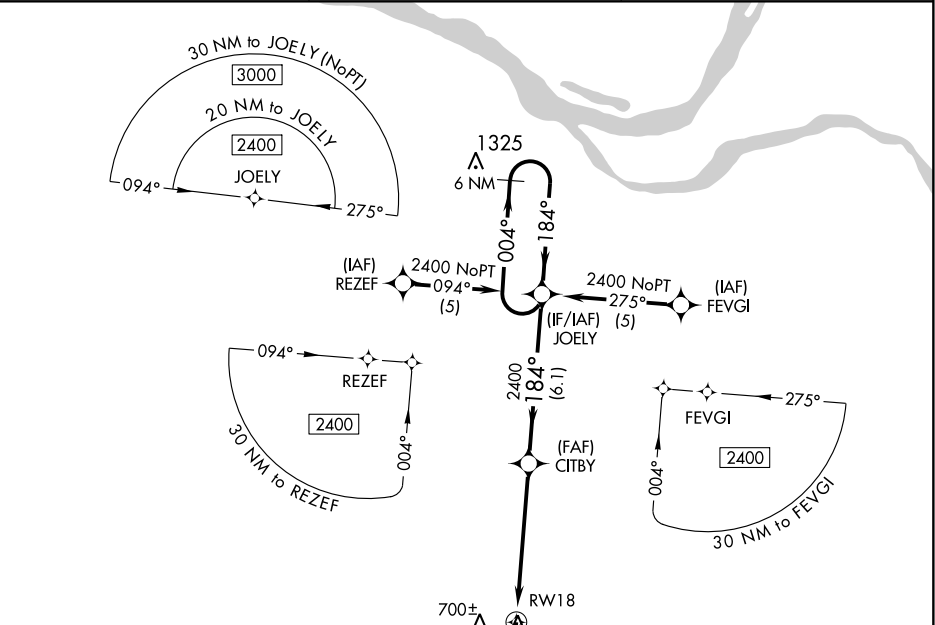 30 NM to JOELY (NoPT)
3000
20 NM to JOELY
2400
JOELY
094°
275°
1325
6 NM
004°
184°
(IAF)
REZEF
2400 NoPT
094°
(5)
2400 NoPT
275°
(5)
(IAF)
FEVGI
(IF/IAF)
JOELY
2400
184°
(6.1)
094°
REZEF
2400
004°
30 NM to REZEF
275°
FEVGI
2400
004°
30 NM to FEVGI
(FAF)
CITBY
RW18
700±